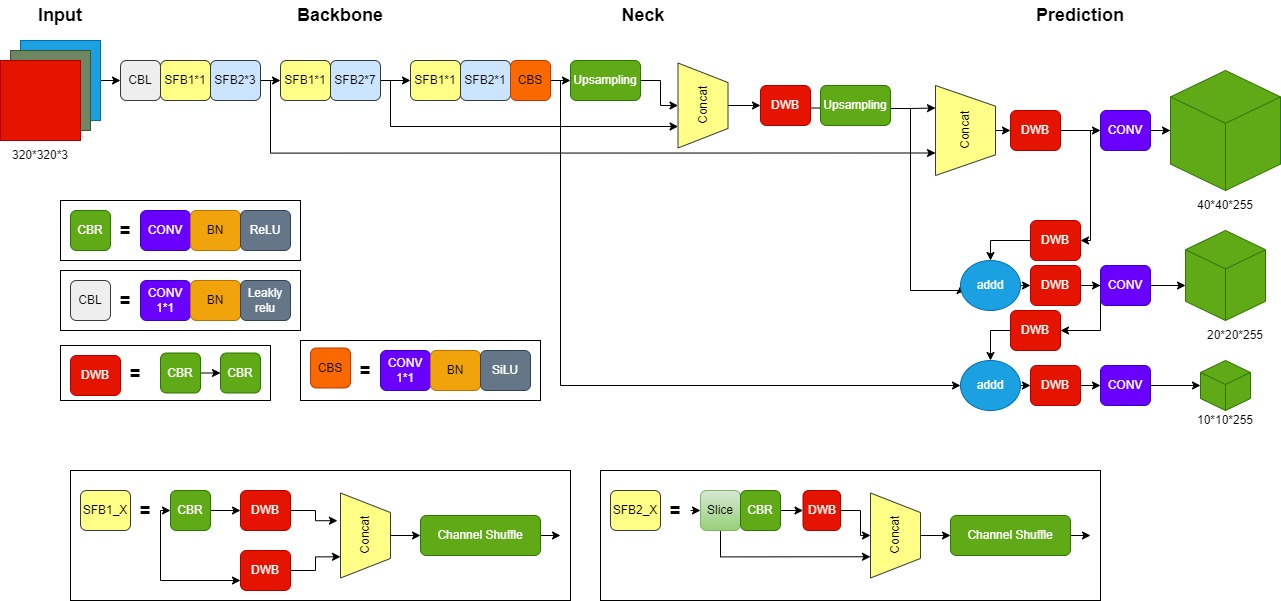 Input Backbone Neck Prediction
CBL SFB1*1 SFB2*3 SFB1*1 SFB2*7 SFB1*1 SFB2*1 CBS Upsampling Concat DWB Upsampling Concat DWB CONV
320*320*3
40*40*255
CBR = CONV BN ReLU
DWB
CBL = CONV 1*1 BN Leakly relu
addd DWB CONV
20*20*255
DWB
DWB = CBR CBR
CBS = CONV 1*1 BN SiLU
addd DWB CONV
10*10*255
SFB1_X = CBR DWB Concat Channel Shuffle
DWB
SFB2_X = Slice CBR DWB Concat Channel Shuffle